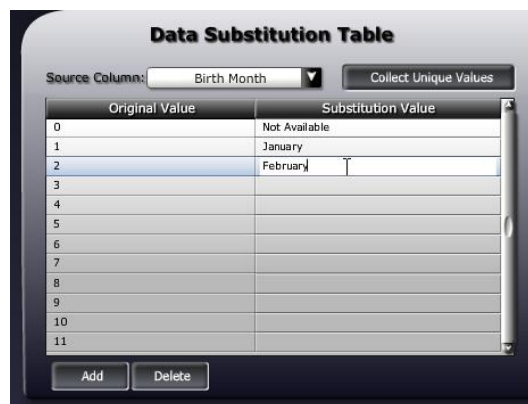 Data Substitution Table
Source Column: Birth Month Collect Unique Values
Original Value Substitution Value
0 Not Available
1 January
2 February
3
4
5
6
7
8
9
10
11
Add Delete